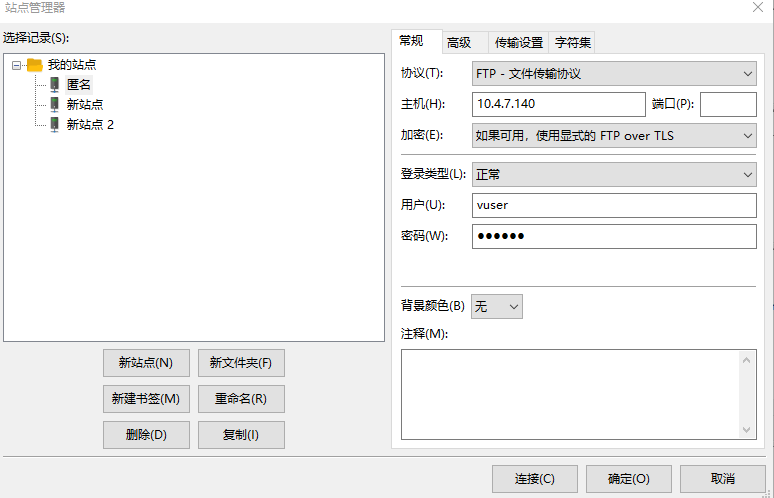 站点管理器
选择记录(S):
我的站点
匿名
新站点
新站点 2
新站点(N)
新文件夹(F)
新建书签(M)
重命名(R)
删除(D)
复制(I)
常规
高级
传输设置
字符集
协议(T):
FTP - 文件传输协议
主机(H):
10.4.7.140
端口(P):
加密(E):
如果可用，使用显式的 FTP over TLS
登录类型(L):
正常
用户(U):
vuser
密码(W):
●●●●●●
背景颜色(B)
无
注释(M):
连接(C)
确定(O)
取消